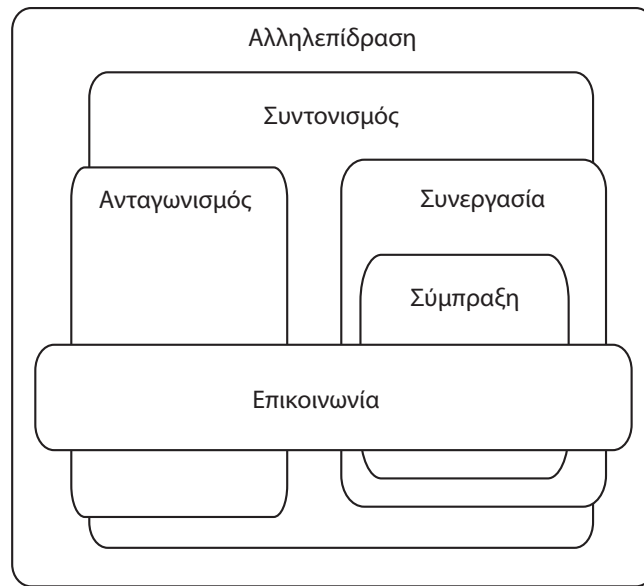 Αλληλεπίδραση
Συντονισμός
Ανταγωνισμός
Συνεργασία
Σύμπραξη
Επικοινωνία